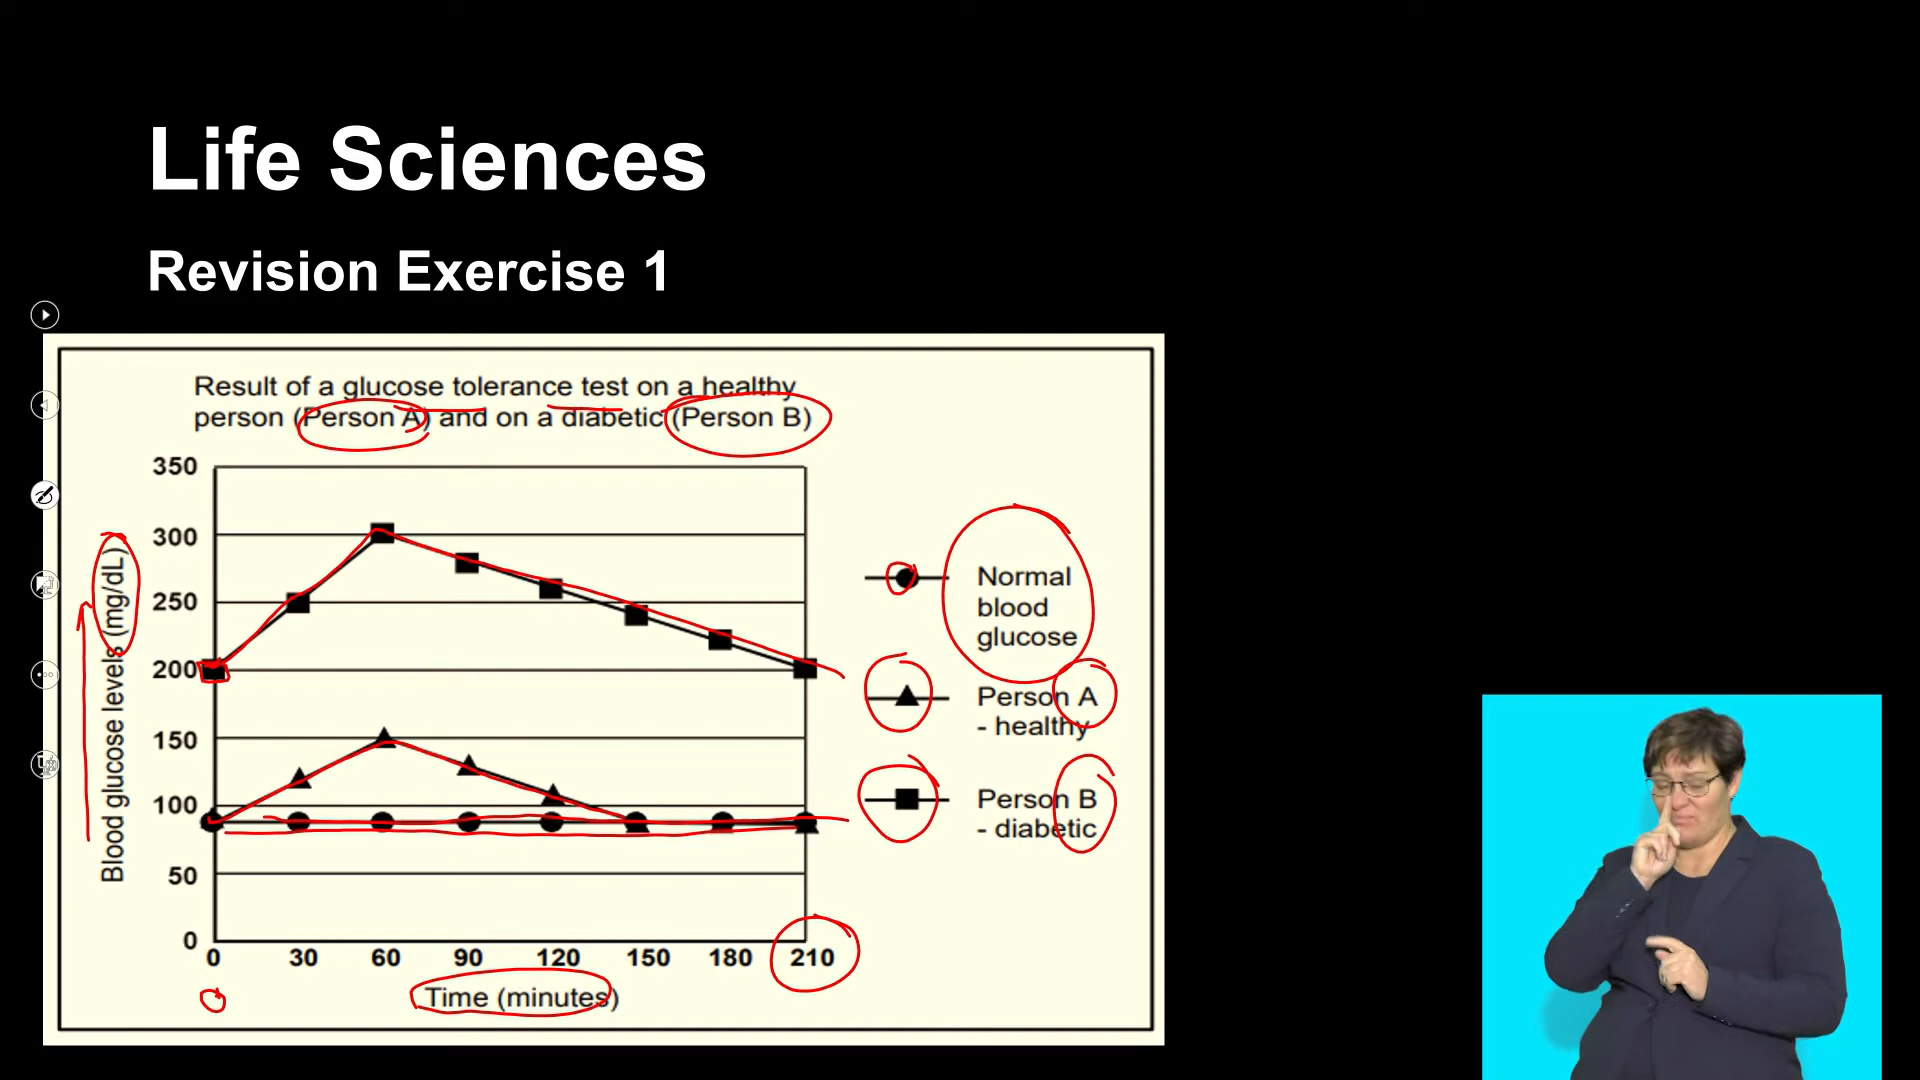 Life Sciences
Revision Exercise 1
Result of a glucose tolerance test on a healthy
person (Person A) and on a diabetic (Person B)
350
300
250
200
150
100
50
0
Blood glucose levels (mg/dL)
0 30 60 90 120 150 180 210
Time (minutes)
Normal
blood
glucose
Person A
- healthy
Person B
- diabetic